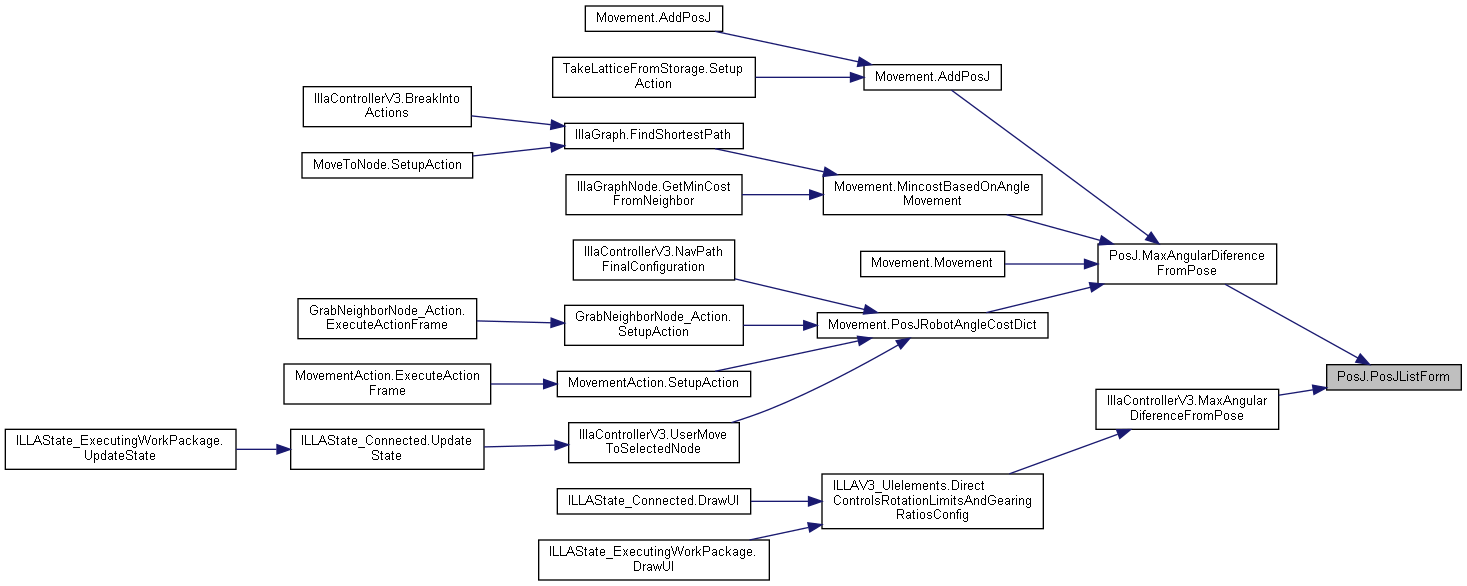 Movement.AddPosJ
TakeLatticeFromStorage.Setup
Action
Movement.AddPosJ
IllaControllerV3.BreakInto
Actions
IllaGraph.FindShortestPath
MoveToNode.SetupAction
IllaGraphNode.GetMinCost
FromNeighbor
Movement.MincostBasedOnAngle
Movement
IllaControllerV3.NavPath
FinalConfiguration
Movement.Movement
PosJ.MaxAngularDiference
FromPose
GrabNeighborNode_Action.
ExecuteActionFrame
GrabNeighborNode_Action.
SetupAction
Movement.PosJRobotAngleCostDict
MovementAction.ExecuteAction
Frame
MovementAction.SetupAction
PosJ.PosJListForm
IllaControllerV3.MaxAngular
DiferenceFromPose
ILLAState_ExecutingWorkPackage.
UpdateState
ILLAState_Connected.Update
State
IllaControllerV3.UserMove
ToSelectedNode
ILLAState_Connected.DrawUI
ILLAV3_UIelements.Direct
ControlsRotationLimitsAndGearing
RatiosConfig
ILLAState_ExecutingWorkPackage.
DrawUI